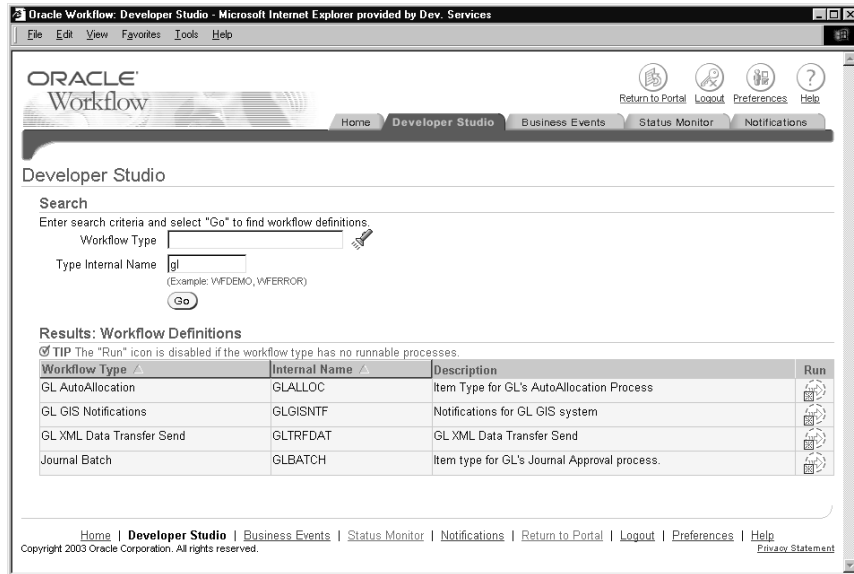 Oracle Workflow: Developer Studio - Microsoft Internet Explorer provided by Dev. Services
File Edit View Favorites Tools Help
ORACLE
Workflow
Return to Portal Logout Preferences Help
Home Developer Studio Business Events Status Monitor Notifications
Developer Studio
Search
Enter search criteria and select "Go" to find workflow definitions.
Workflow Type
Type Internal Name gl
(Example: WFDEMO, WFERROR)
Go
Results: Workflow Definitions
TIP The "Run" icon is disabled if the workflow type has no runnable processes.
Workflow Type Internal Name Description Run
GL AutoAllocation GLALLOC Item Type for GL's AutoAllocation Process
GL GIS Notifications GLGISNTF Notifications for GL GIS system
GL XML Data Transfer Send GLTRFDAT GL XML Data Transfer Send
Journal Batch GLBATCH Item type for GL's Journal Approval process.
Home | Developer Studio | Business Events | Status Monitor | Notifications | Return to Portal | Logout | Preferences | Help
Copyright 2003 Oracle Corporation. All rights reserved. Privacy Statement